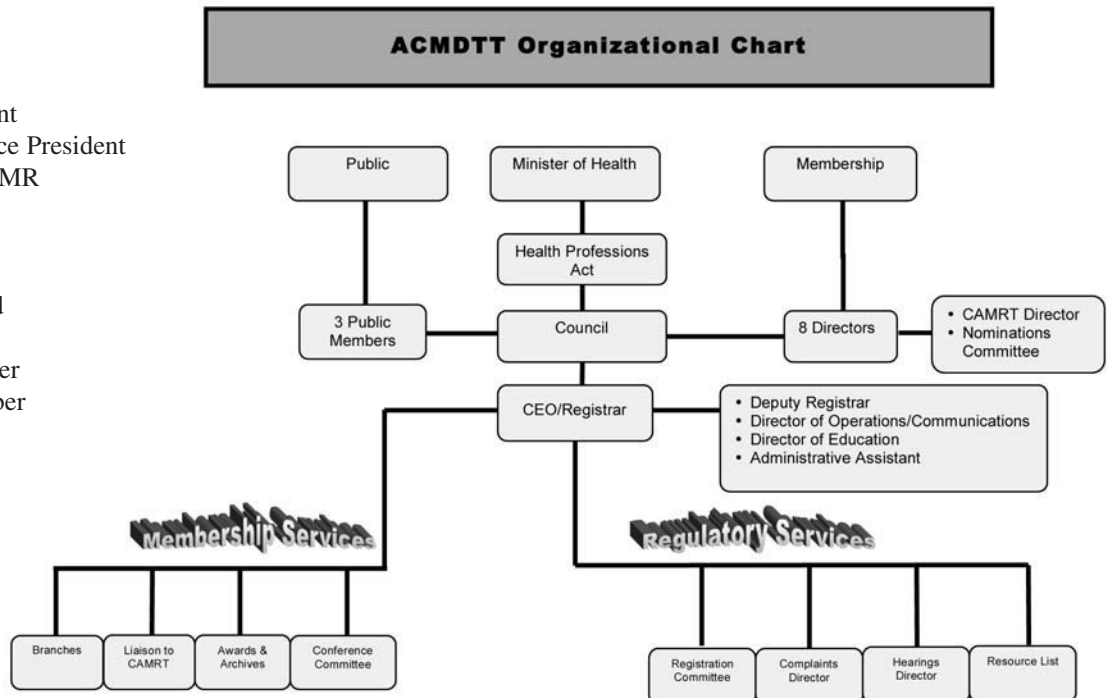 ACMDTT Organizational Chart
nt
ce President
MR
l
er
ber
Public
Minister of Health
Membership
Health Professions
Act
3 Public
Members
Council
8 Directors
• CAMRT Director
• Nominations
Committee
CEO/Registrar
• Deputy Registrar
• Director of Operations/Communications
• Director of Education
• Administrative Assistant
Membership Services
Regulatory Services
Branches
Liaison to
CAMRT
Awards &
Archives
Conference
Committee
Registration
Committee
Complaints
Director
Hearings
Director
Resource List